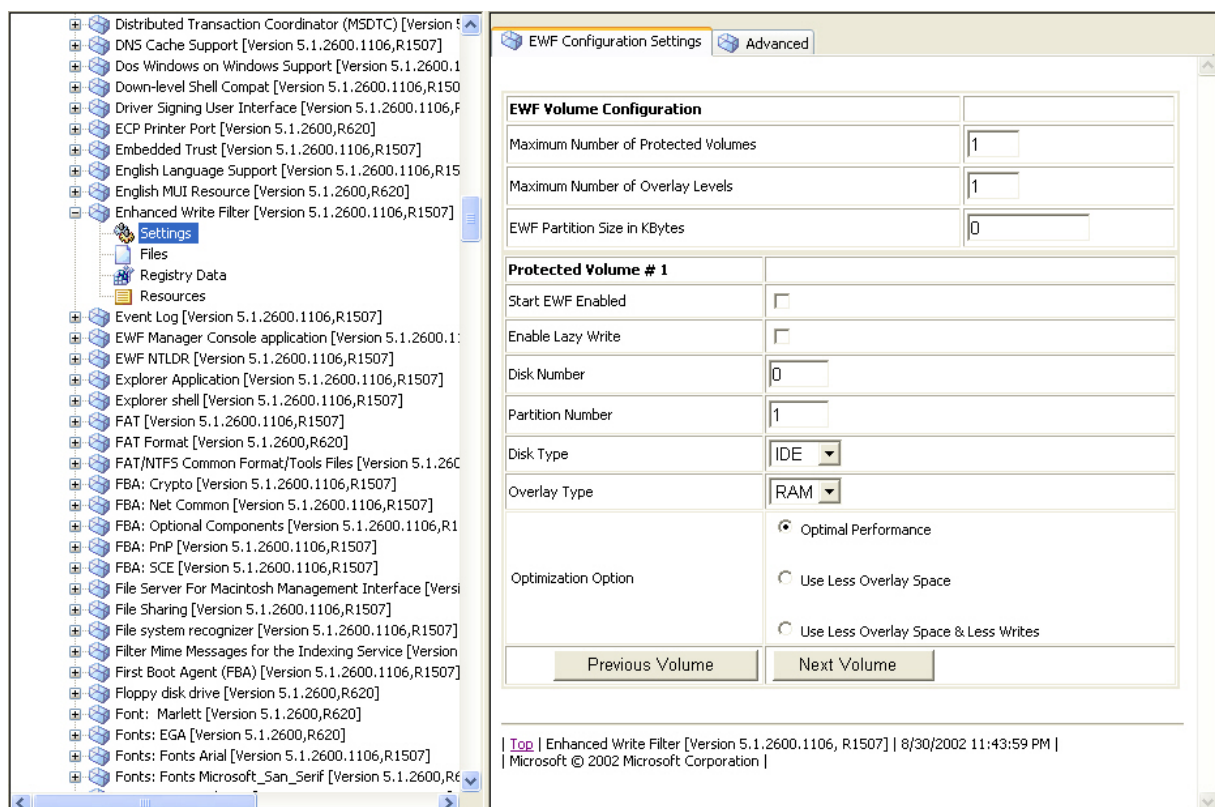 Distributed Transaction Coordinator (MSDTC) [Version
DNS Cache Support [Version 5.1.2600.1106,R1507]
Dos Windows on Windows Support [Version 5.1.2600.1
Down-level Shell Compat [Version 5.1.2600.1106,R150
Driver Signing User Interface [Version 5.1.2600.1106,
ECP Printer Port [Version 5.1.2600,R620]
Embedded Trust [Version 5.1.2600.1106,R1507]
English Language Support [Version 5.1.2600.1106,R15
English MUI Resource [Version 5.1.2600,R620]
Enhanced Write Filter [Version 5.1.2600.1106,R1507]
Settings
Files
Registry Data
Resources
Event Log [Version 5.1.2600.1106,R1507]
EWF Manager Console application [Version 5.1.2600.1
EWF NTLDR [Version 5.1.2600.1106,R1507]
Explorer Application [Version 5.1.2600.1106,R1507]
Explorer shell [Version 5.1.2600.1106,R1507]
FAT [Version 5.1.2600.1106,R1507]
FAT Format [Version 5.1.2600,R620]
FAT/NTFS Common Format/Tools Files [Version 5.1.260
FBA: Crypto [Version 5.1.2600.1106,R1507]
FBA: Net Common [Version 5.1.2600.1106,R1507]
FBA: Optional Components [Version 5.1.2600.1106,R1
FBA: PnP [Version 5.1.2600.1106,R1507]
FBA: SCE [Version 5.1.2600.1106,R1507]
File Server For Macintosh Management Interface [Versi
File Sharing [Version 5.1.2600.1106,R1507]
File system recognizer [Version 5.1.2600.1106,R1507]
Filter Mime Messages for the Indexing Service [Version
First Boot Agent (FBA) [Version 5.1.2600.1106,R1507]
Floppy disk drive [Version 5.1.2600,R620]
Font: Marlett [Version 5.1.2600,R620]
Fonts: EGA [Version 5.1.2600,R620]
Fonts: Fonts Arial [Version 5.1.2600.1106,R1507]
Fonts: Fonts Microsoft_San_Serif [Version 5.1.2600,R6
EWF Configuration Settings Advanced
EWF Volume Configuration
Maximum Number of Protected Volumes 1
Maximum Number of Overlay Levels 1
EWF Partition Size in KBytes 0
Protected Volume # 1
Start EWF Enabled
Enable Lazy Write
Disk Number 0
Partition Number 1
Disk Type IDE
Overlay Type RAM
Optimal Performance
Optimization Option Use Less Overlay Space
Use Less Overlay Space & Less Writes
Previous Volume Next Volume
| Top | Enhanced Write Filter [Version 5.1.2600.1106, R1507] | 8/30/2002 11:43:59 PM |
| Microsoft © 2002 Microsoft Corporation |